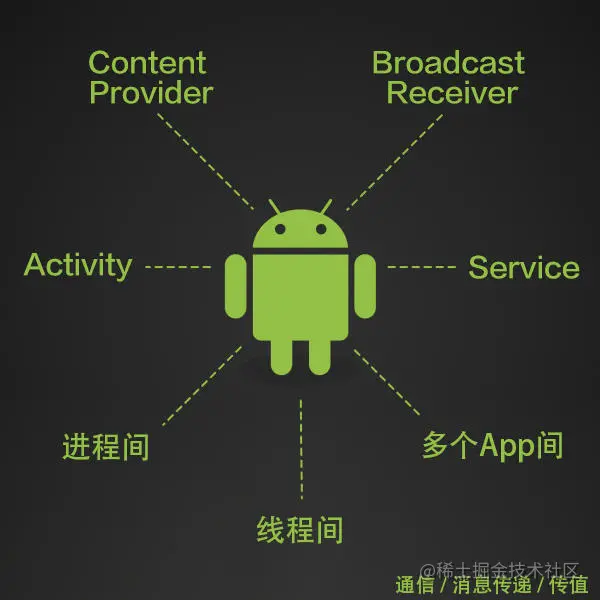 Content
Provider
Broadcast
Receiver
Activity
Service
进程间
多个App间
线程间
@稀土掘金技术社区
通信 / 消息传递 / 传值